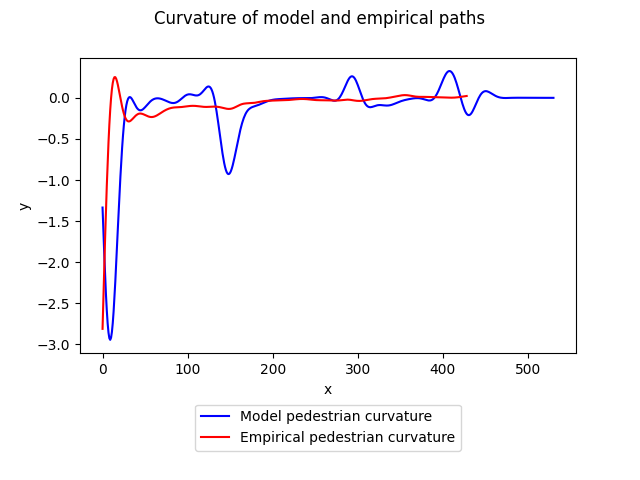 Curvature of model and empirical paths
0.0
−0.5
−1.0
−1.5
−2.0
−2.5
−3.0
y
0 100 200 300 400 500
x
Model pedestrian curvature
Empirical pedestrian curvature